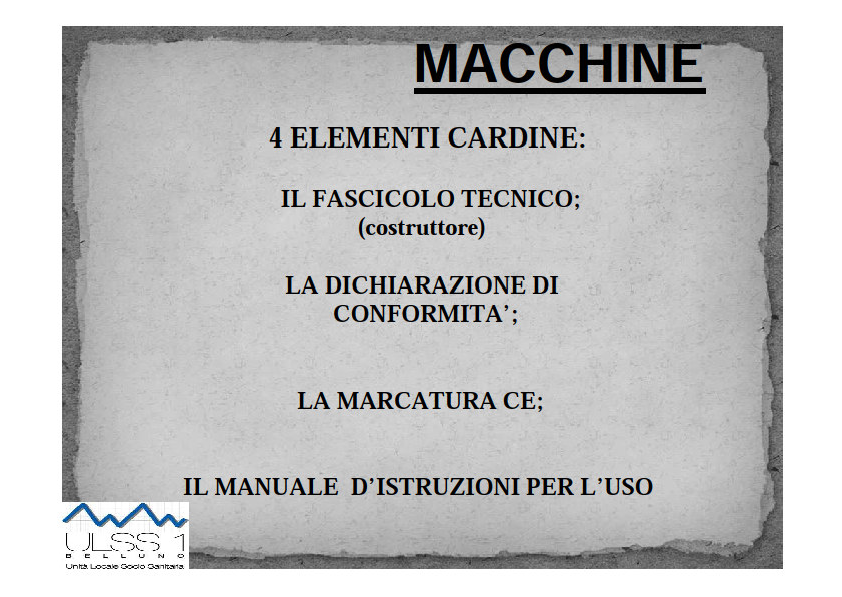 MACCHINE
4 ELEMENTI CARDINE:
IL FASCICOLO TECNICO;
(costruttore)
LA DICHIARAZIONE DI
CONFORMITA’;
LA MARCATURA CE;
IL MANUALE D’ISTRUZIONI PER L’USO
ULSS 1
BELLUNO
Unità Locale Socio Sanitaria